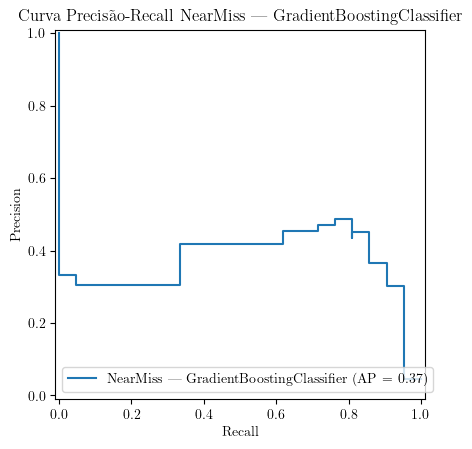 Curva Precisão-Recall NearMiss — GradientBoostingClassifier
1.0
0.8
0.6
0.4
0.2
0.0
Precision
NearMiss — GradientBoostingClassifier (AP = 0.37)
0.0 0.2 0.4 0.6 0.8 1.0
Recall